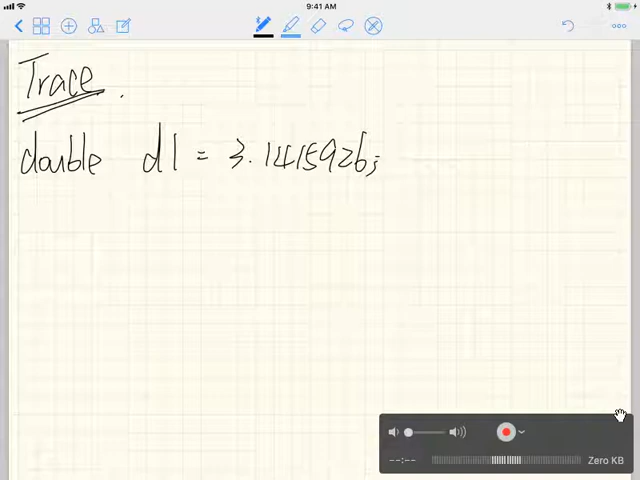 9:41 AM
Trace.
double d1 = 3.1415926;
--:--
Zero KB